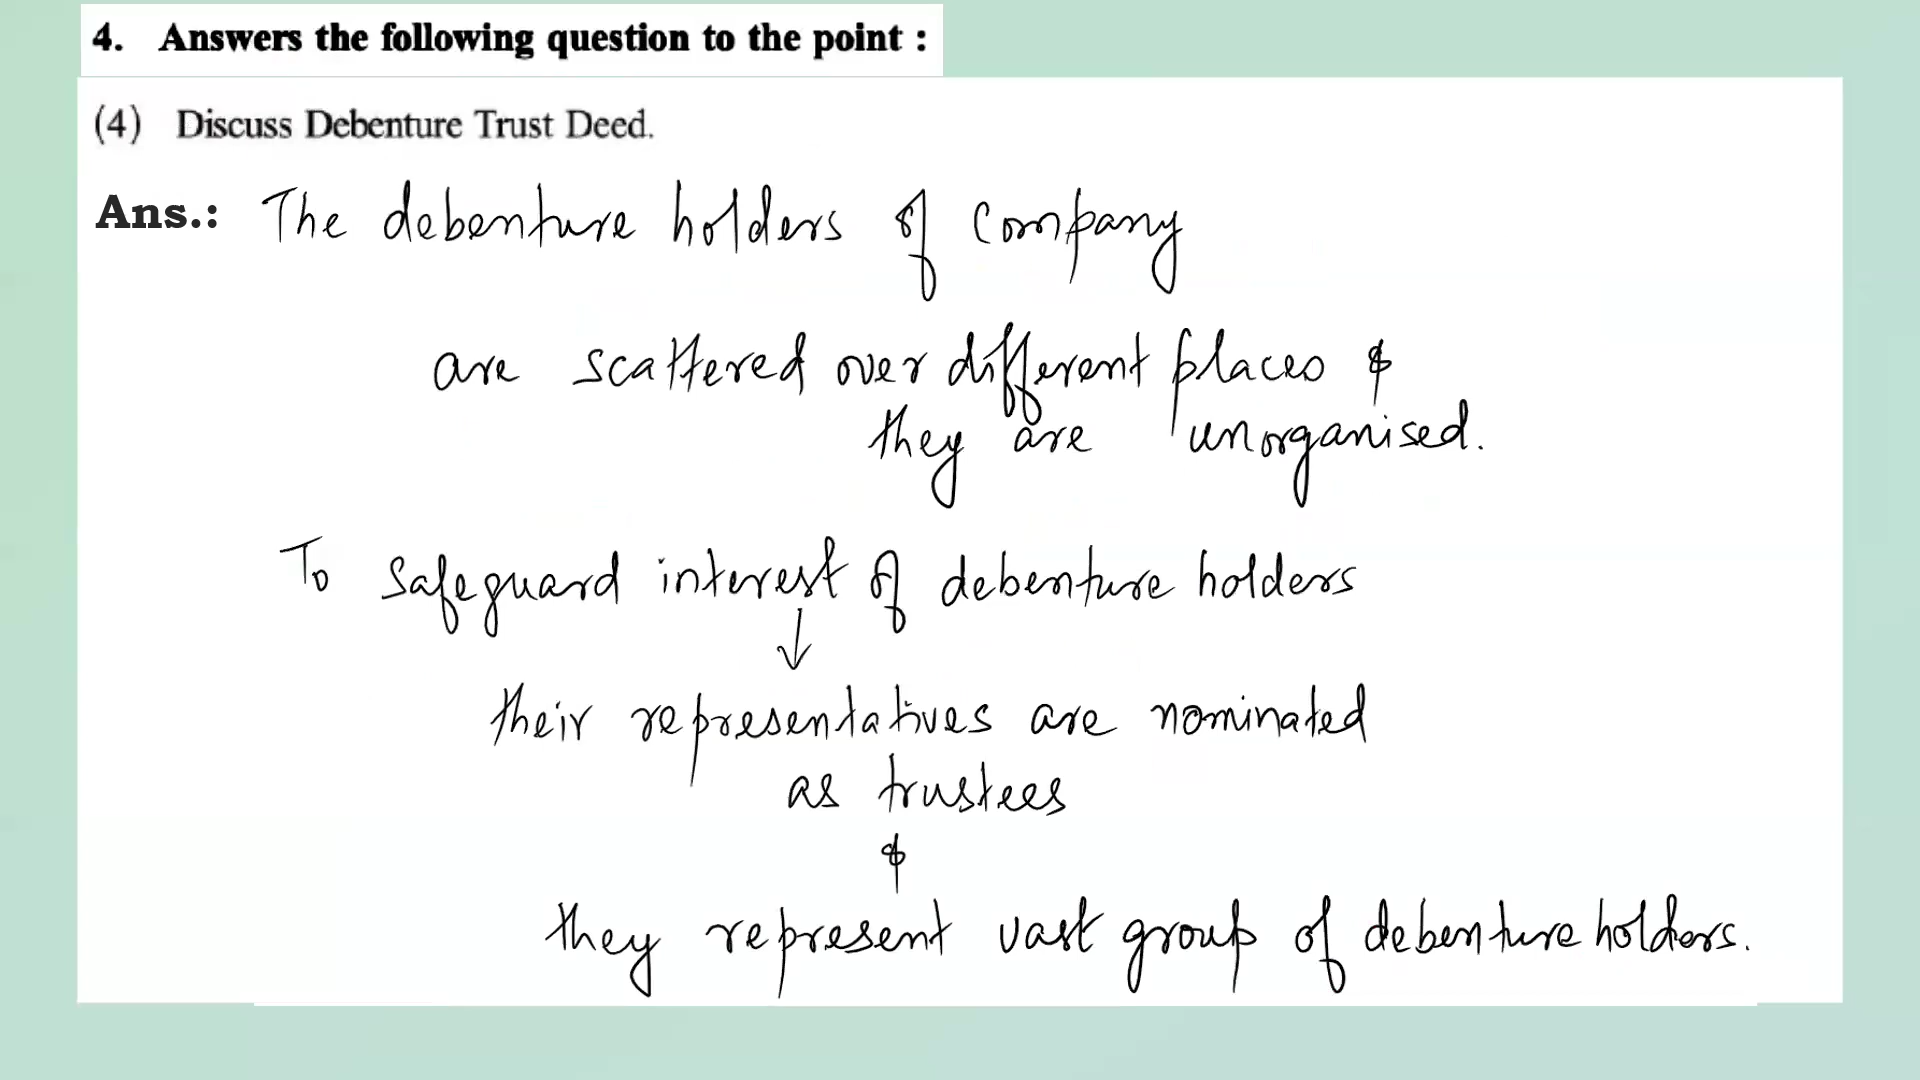 4. Answers the following question to the point :
(4) Discuss Debenture Trust Deed.
Ans.: The debenture holders of company
are scattered over different places &
they are unorganised.
To safeguard interest of debenture holders
↓
their representatives are nominated
as trustees
&
they represent vast group of debenture holders.